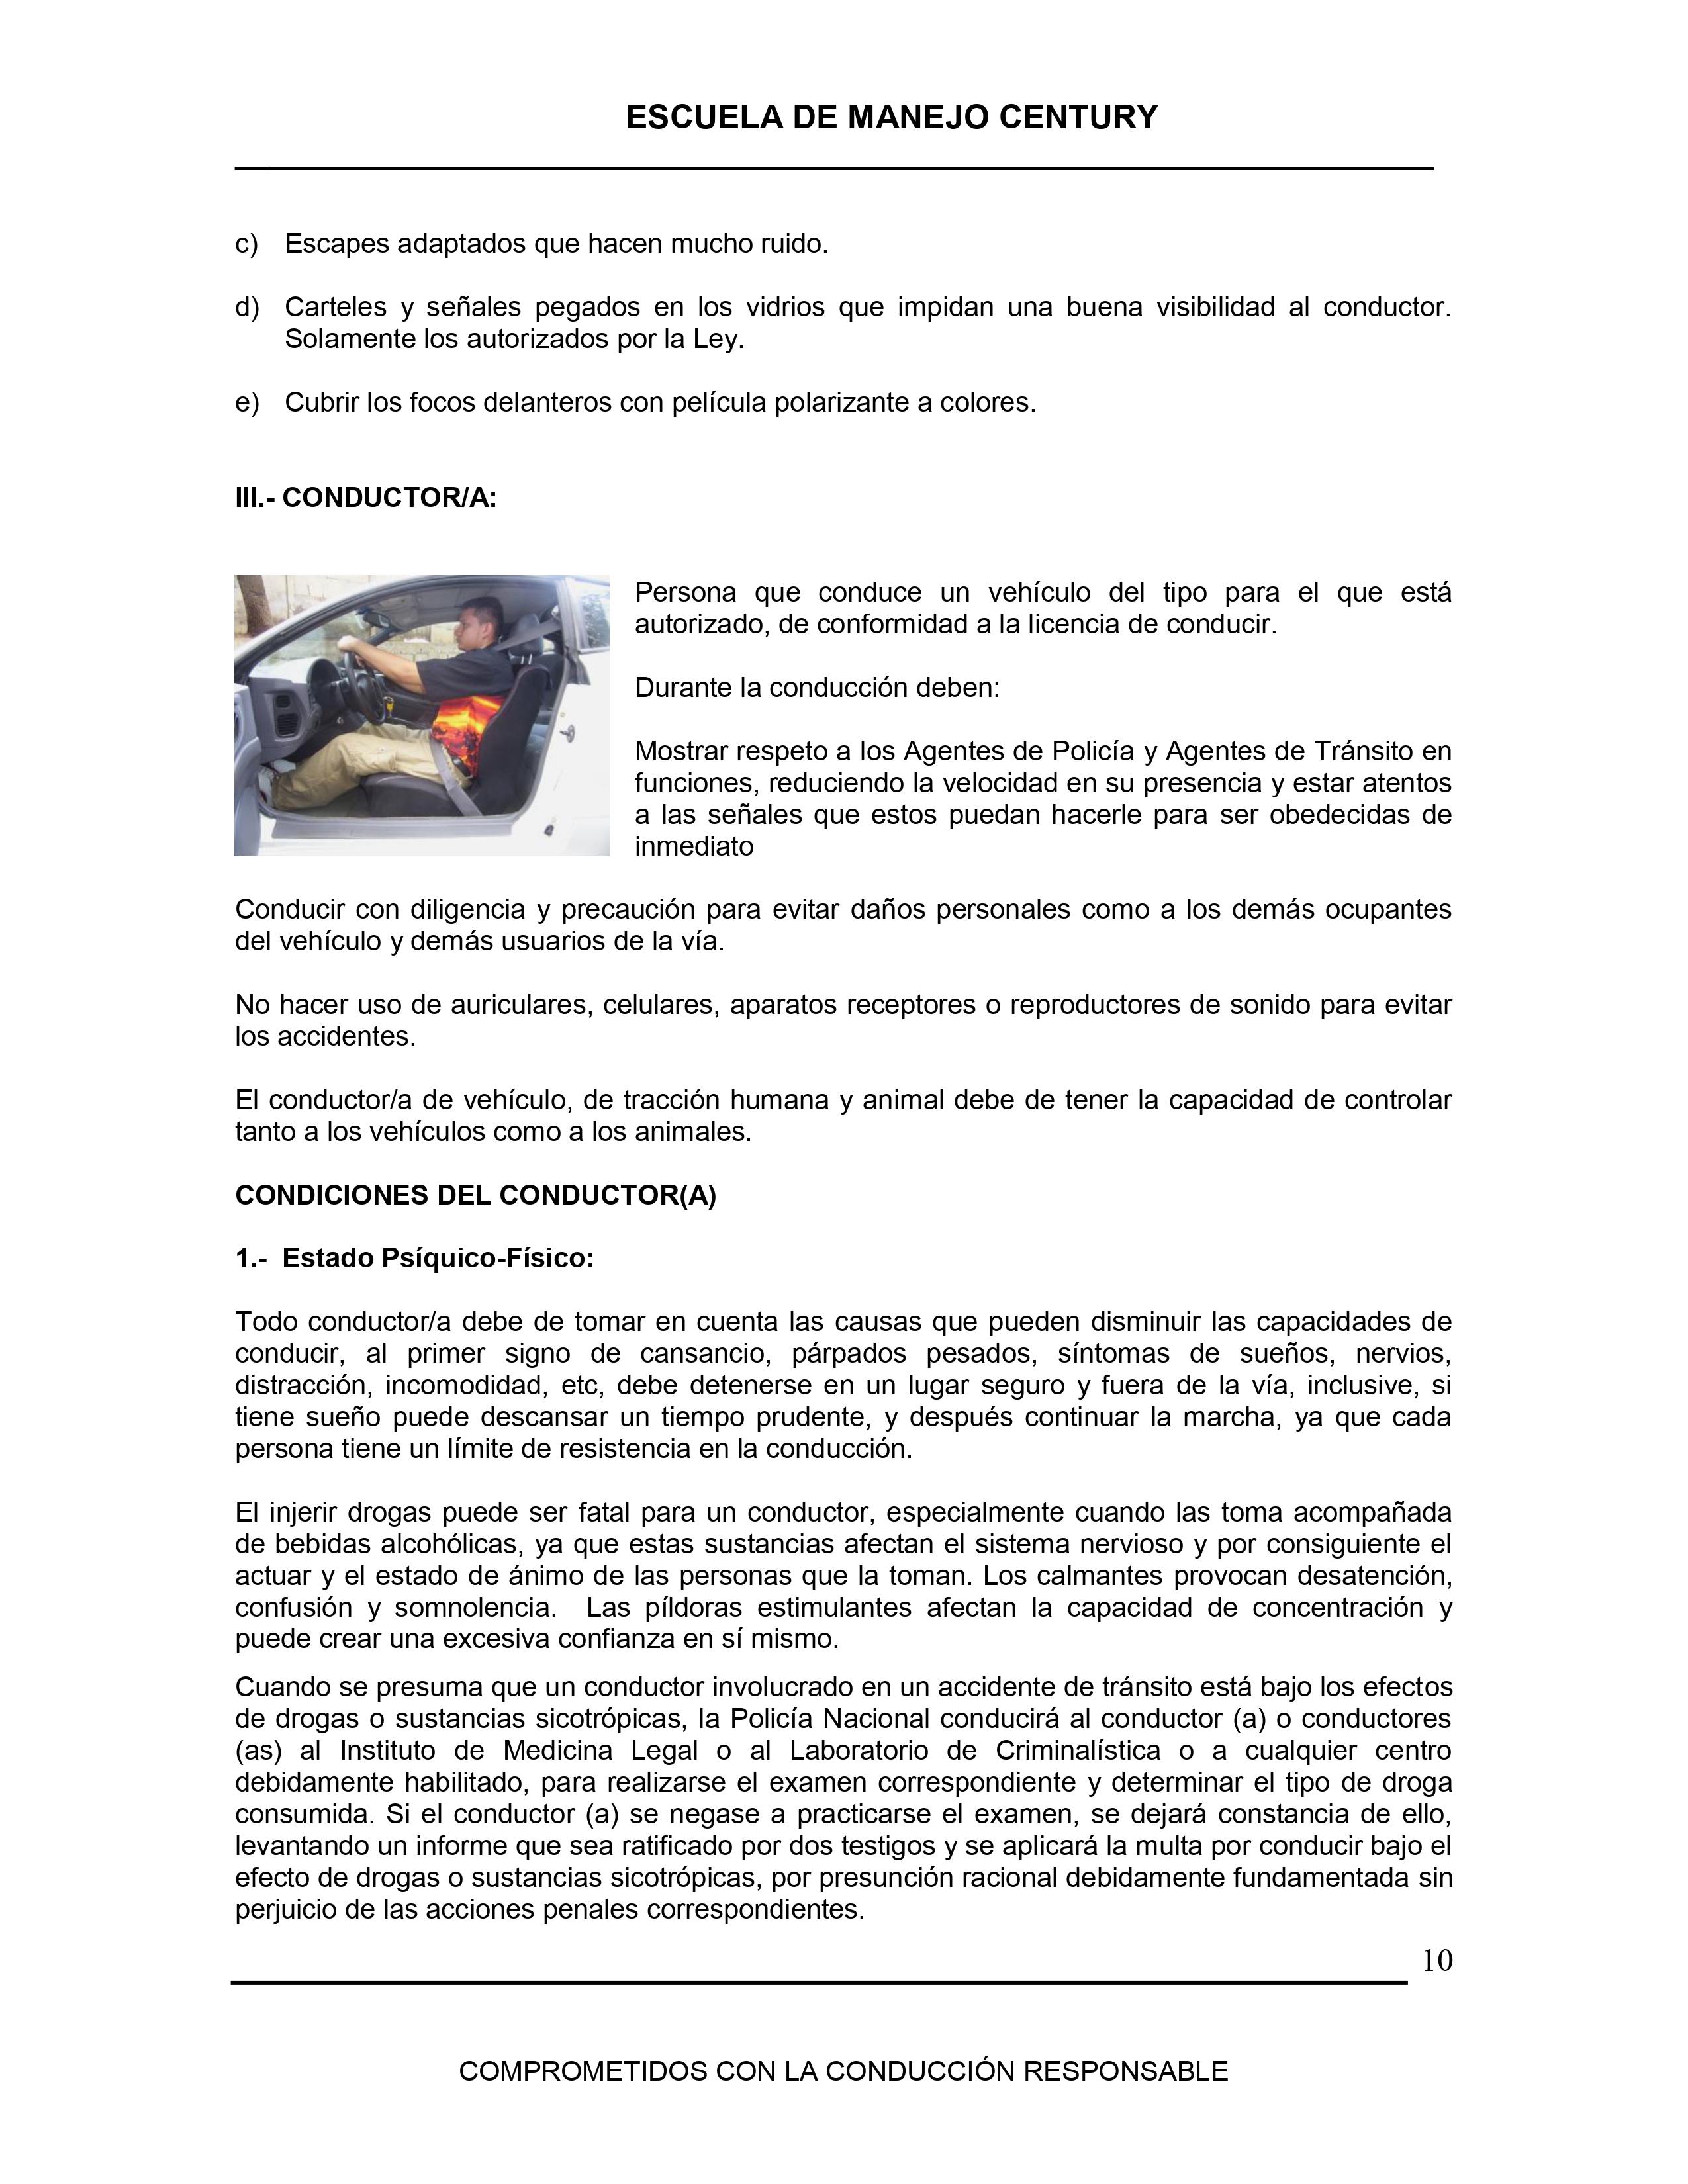 ESCUELA DE MANEJO CENTURY
c) Escapes adaptados que hacen mucho ruido.
d) Carteles y señales pegados en los vidrios que impidan una buena visibilidad al conductor.
Solamente los autorizados por la Ley.
e) Cubrir los focos delanteros con película polarizante a colores.
III.- CONDUCTOR/A:
Persona que conduce un vehículo del tipo para el que está
autorizado, de conformidad a la licencia de conducir.
Durante la conducción deben:
Mostrar respeto a los Agentes de Policía y Agentes de Tránsito en
funciones, reduciendo la velocidad en su presencia y estar atentos
a las señales que estos puedan hacerle para ser obedecidas de
inmediato
Conducir con diligencia y precaución para evitar daños personales como a los demás ocupantes
del vehículo y demás usuarios de la vía.
No hacer uso de auriculares, celulares, aparatos receptores o reproductores de sonido para evitar
los accidentes.
El conductor/a de vehículo, de tracción humana y animal debe de tener la capacidad de controlar
tanto a los vehículos como a los animales.
CONDICIONES DEL CONDUCTOR(A)
1.- Estado Psíquico-Físico:
Todo conductor/a debe de tomar en cuenta las causas que pueden disminuir las capacidades de
conducir, al primer signo de cansancio, párpados pesados, síntomas de sueños, nervios,
distracción, incomodidad, etc, debe detenerse en un lugar seguro y fuera de la vía, inclusive, si
tiene sueño puede descansar un tiempo prudente, y después continuar la marcha, ya que cada
persona tiene un límite de resistencia en la conducción.
El injerir drogas puede ser fatal para un conductor, especialmente cuando las toma acompañada
de bebidas alcohólicas, ya que estas sustancias afectan el sistema nervioso y por consiguiente el
actuar y el estado de ánimo de las personas que la toman. Los calmantes provocan desatención,
confusión y somnolencia. Las píldoras estimulantes afectan la capacidad de concentración y
puede crear una excesiva confianza en sí mismo.
Cuando se presuma que un conductor involucrado en un accidente de tránsito está bajo los efectos
de drogas o sustancias sicotrópicas, la Policía Nacional conducirá al conductor (a) o conductores
(as) al Instituto de Medicina Legal o al Laboratorio de Criminalística o a cualquier centro
debidamente habilitado, para realizarse el examen correspondiente y determinar el tipo de droga
consumida. Si el conductor (a) se negase a practicarse el examen, se dejará constancia de ello,
levantando un informe que sea ratificado por dos testigos y se aplicará la multa por conducir bajo el
efecto de drogas o sustancias sicotrópicas, por presunción racional debidamente fundamentada sin
perjuicio de las acciones penales correspondientes.
10
COMPROMETIDOS CON LA CONDUCCIÓN RESPONSABLE